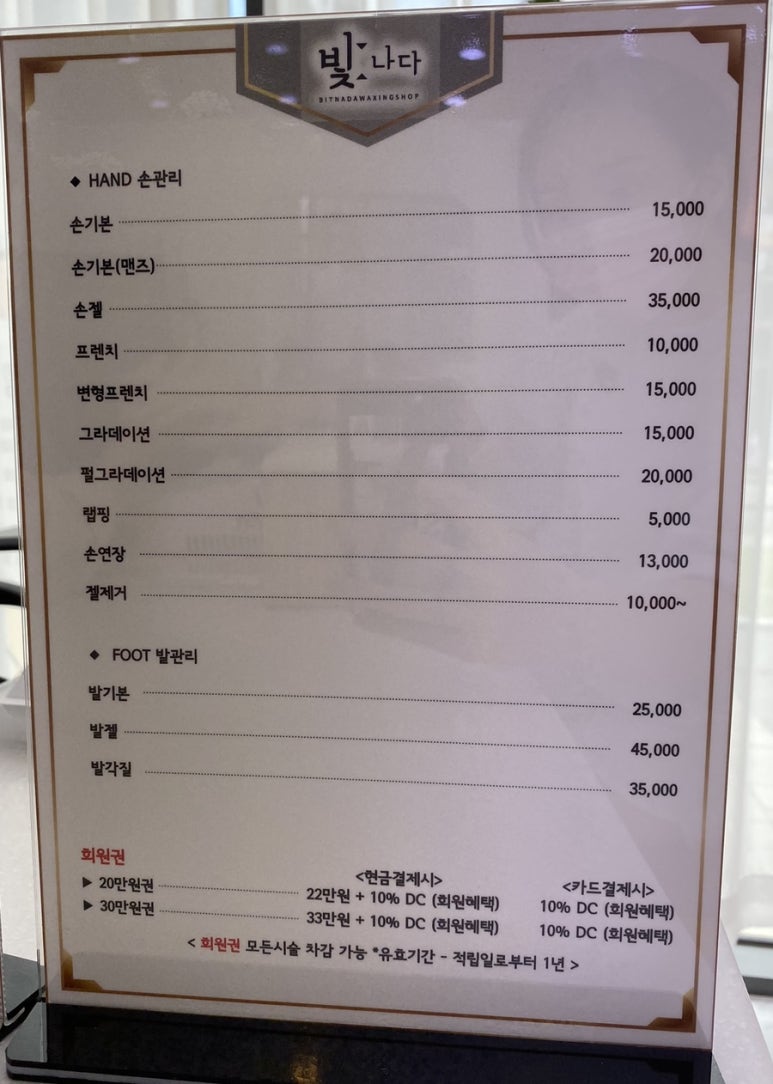 빛나다
BITNADAWAXINGSHOP
◆ HAND 손관리
손기본 15,000
손기본(맨즈) 20,000
손젤 35,000
프렌치 10,000
변형프렌치 15,000
그라데이션 15,000
펄그라데이션 20,000
랩핑 5,000
손연장 13,000
젤제거 10,000~
◆ FOOT 발관리
발기본 25,000
발젤 45,000
발각질 35,000
회원권 <현금결제시> <카드결제시>
▶ 20만원권 22만원 + 10% DC (회원혜택) 10% DC (회원혜택)
▶ 30만원권 33만원 + 10% DC (회원혜택) 10% DC (회원혜택)
< 회원권 모든시술 차감 가능 *유효기간 - 적립일로부터 1년 >